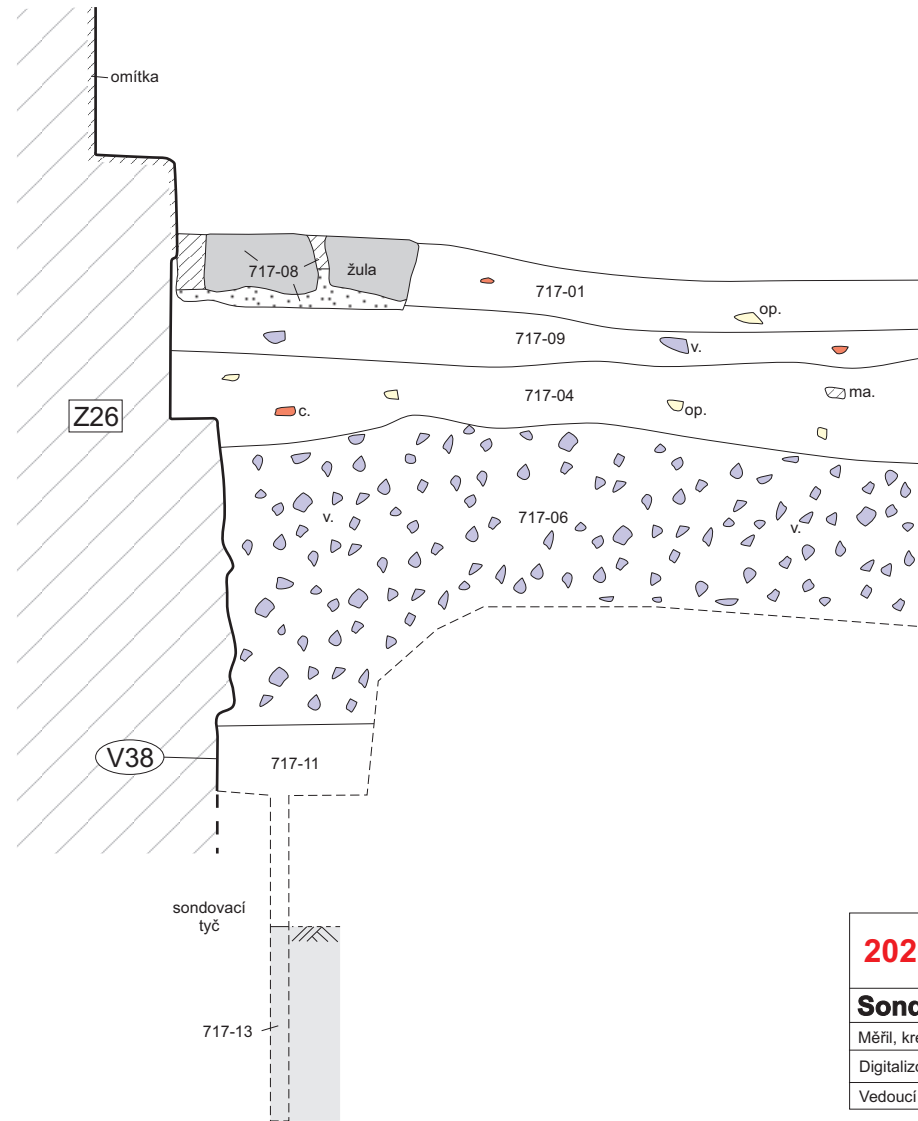 omítka
717-08
žula
717-01
op.
717-09
v.
717-04
ma.
Z26
c.
op.
v.
717-06
v.
V38
717-11
sondovací
tyč
717-13
202
Sond
Měřil, kre
Digitalizo
Vedoucí